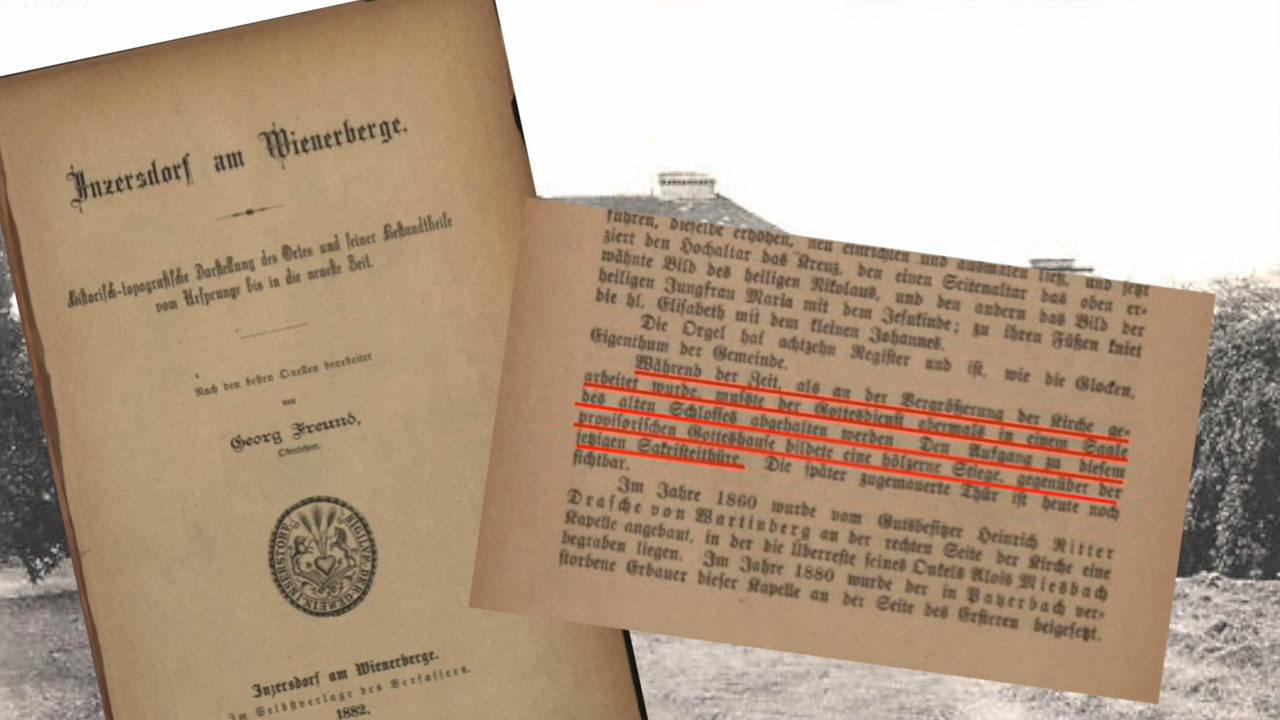 Inzersdorf am Wienerberge.
Historisch-topografische Darstellung des Ortes und seiner Bestandtheile
vom Ursprunge bis in die neueste Zeit.
Nach den besten Quellen bearbeitet
von
Georg Freund,
Oberlehrer.
Inzersdorf am Wienerberge.
Im Selbstverlage des Verfassers.
1882.
führen, dieselbe erhöhen, neu einrichten und ausmalen ließ, und jetzt
ziert den Hochaltar das Kreuz, den einen Seitenaltar das oben er-
wähnte Bild des heiligen Nikolaus, und den andern das Bild der
heiligen Jungfrau Maria mit dem Jesukinde; zu ihren Füßen kniet
die hl. Elisabeth mit dem kleinen Johannes.
Die Orgel hat achtzehn Register und ist, wie die Glocken,
Eigenthum der Gemeinde.
Während der Zeit, als an der Vergrößerung der Kirche ge-
arbeitet wurde, mußte der Gottesdienst ehemals in einem Saale
des alten Schlosses abgehalten werden Den Aufgang zu diesem
provisorischen Gotteshause bildete eine hölzerne Stiege, gegenüber der
jetzigen Sakristeithüre. Die später zugemauerte Thür ist heute noch
sichtbar.
Im Jahre 1860 wurde vom Gutsbesitzer Heinrich Ritter
Drasche von Wartinberg an der rechten Seite der Kirche eine
Kapelle angebaut, in der die Überreste seines Onkels Alois Miesbach
begraben liegen. Im Jahre 1880 wurde der in Payerbach ver-
storbene Erbauer dieser Kapelle an der Seite des Ersteren beigesetzt.